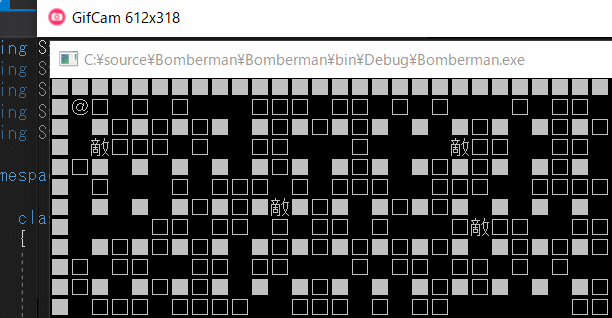 GifCam 612x318
C:¥source¥Bomberman¥Bomberman¥bin¥Debug¥Bomberman.exe
ing S
ing S
ing S
ing S
ing S
mespa
cla
{
@
敵 敵
敵
敵